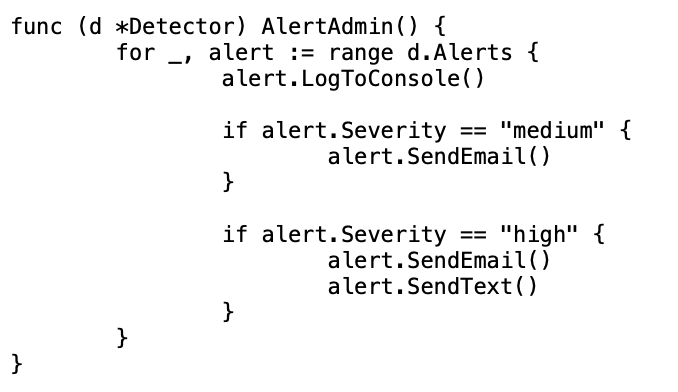 func (d *Detector) AlertAdmin() {
        for _, alert := range d.Alerts {
                alert.LogToConsole()

                if alert.Severity == "medium" {
                        alert.SendEmail()
                }

                if alert.Severity == "high" {
                        alert.SendEmail()
                        alert.SendText()
                }
        }
}